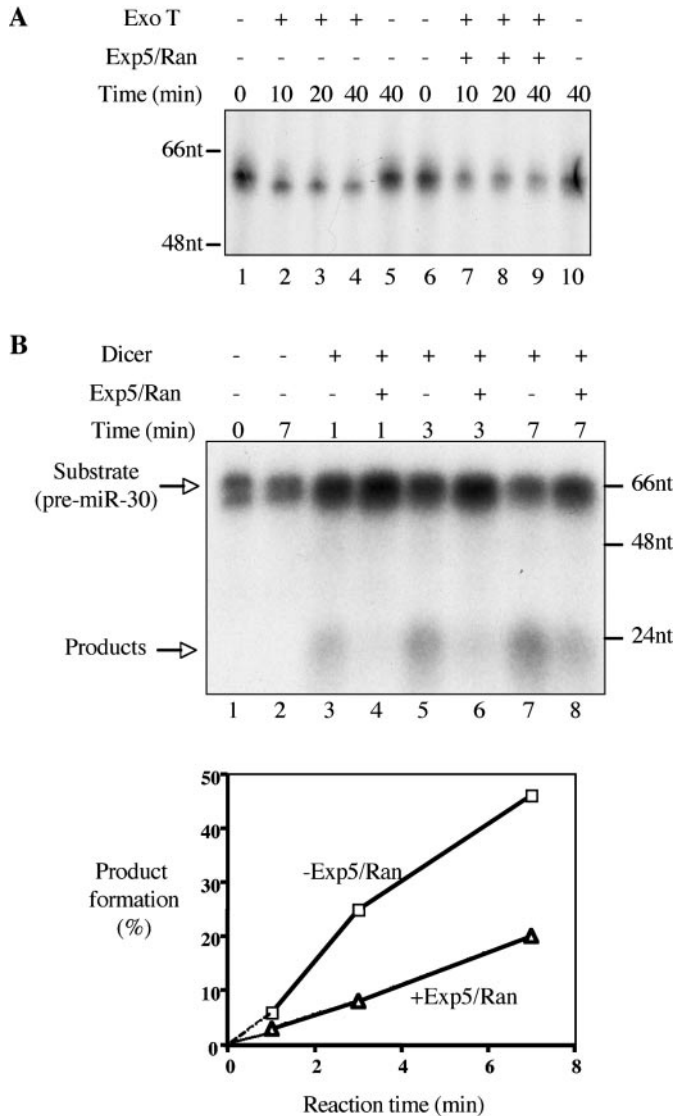 A
Exo T - + + + - - + + + -
Exp5/Ran - - - - - - + + + -
Time (min) 0 10 20 40 40 0 10 20 40 40
66nt
48nt
1 2 3 4 5 6 7 8 9 10
B
Dicer - - + + + + + +
Exp5/Ran - - - + - + - +
Time (min) 0 7 1 1 3 3 7 7
Substrate
(pre-miR-30)
66nt
48nt
24nt
Products
1 2 3 4 5 6 7 8
50
40
30
20
10
0
Product
formation
(%)
-Exp5/Ran
+Exp5/Ran
0 2 4 6 8
Reaction time (min)